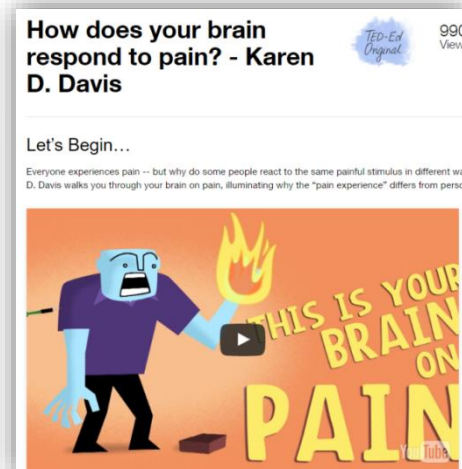 How does your brain
respond to pain? - Karen
D. Davis
TED-Ed
Original
990
View
Let's Begin…
Everyone experiences pain -- but why do some people react to the same painful stimulus in different
D. Davis walks you through your brain on pain, illuminating why the "pain experience" differs from
THIS IS YOUR
BRAIN
ON
PAIN
YouTube